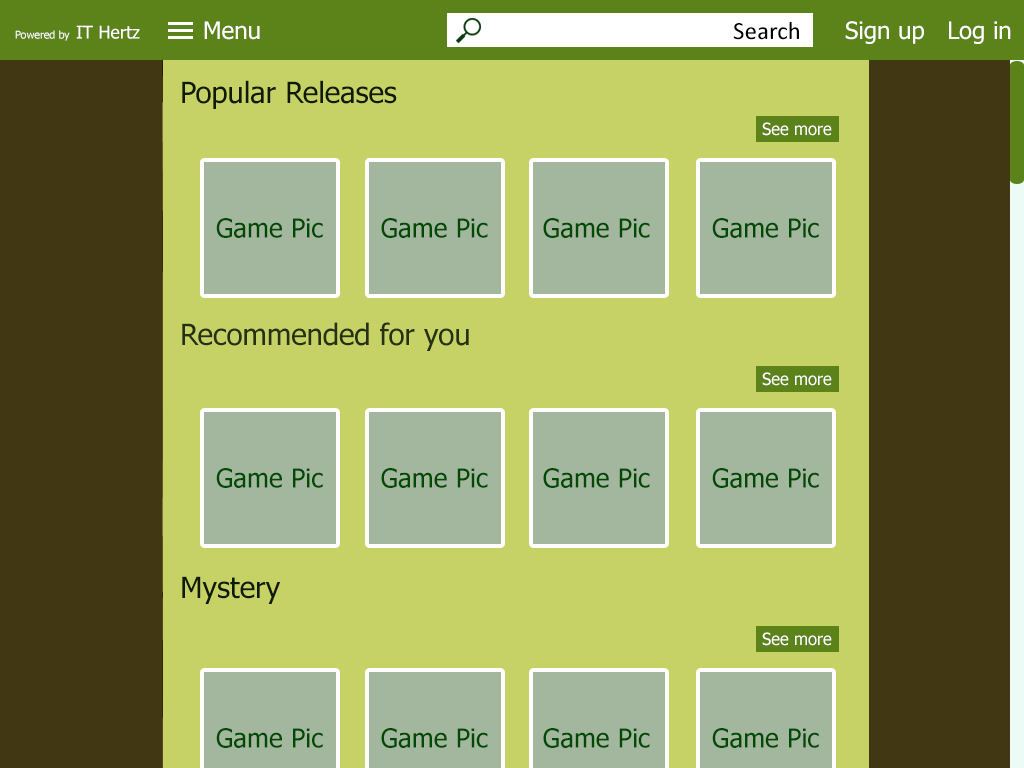 Powered by IT Hertz Menu Search Sign up Log in
Popular Releases
See more
Game Pic Game Pic Game Pic Game Pic
Recommended for you
See more
Game Pic Game Pic Game Pic Game Pic
Mystery
See more
Game Pic Game Pic Game Pic Game Pic